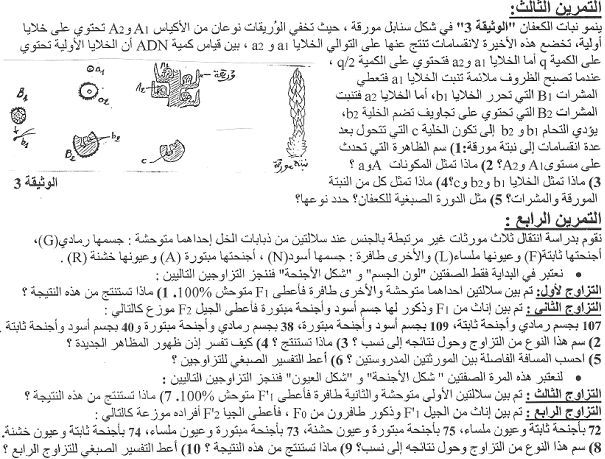 التمرين الثالث:
ينمو نبات الكعفان "الوثيقة 3" في شكل سنابل مورقة ، حيث تخفي الوُريقات نوعان من الأكياس A1 و A2 تحتوي على خلايا
أولية، تخضع هذه الأخيرة لانقسامات تنتج عنها على التوالي الخلايا a1 و a2 ، بين قياس كمية ADN أن الخلايا الأولية تحتوي
على الكمية q أما الخلايا a1 و a2 فتحتوي على الكمية q/2 ،
عندما تصبح الظروف ملائمة تنبت الخلايا a1 فتعطي
المشرات B1 التي تحرر الخلايا b1، أما الخلايا a2 فتنبت
المشرات B2 التي تحتوي على تجاويف تضم الخلية b2،
يؤدي التحام b1 و b2 إلى تكون الخلية c التي تتحول بعد
عدة انقسامات إلى نبتة مورقة: 1) سم الظاهرة التي تحدث
على مستوى A1 و A2؟ 2) ماذا تمثل المكونات A و a ؟
3) ماذا تمثل الخلايا b1 و b2 و c؟ 4) ماذا تمثل كل من النبتة
المورقة والمشرات؟ 5) مثل الدورة الصبغية للكعفان؟ حدد نوعها؟
a1
a2
A2
وُريقة
B1
b1
B2
b2
c
نبتة مورقة
الوثيقة 3
التمرين الرابع :
نقوم بدراسة انتقال ثلاث مورثات غير مرتبطة بالجنس عند سلالتين من ذبابات الخل إحداهما متوحشة : جسمها رمادي(G)،
أجنحتها ثابتة(F) وعيونها ملساء(L) والأخرى طافرة : جسمها أسود(N) ، أجنحتها مبتورة (A) وعيونها خشنة (R) .
• نعتبر في البداية فقط الصفتين "لون الجسم" و "شكل الأجنحة" فننجز التزاوجين التاليين :
التزاوج لأول: تم بين سلالتين احداهما متوحشة والأخرى طافرة فأعطى F1 متوحش 100%. 1) ماذا تستنتج من هذه النتيجة ؟
التزاوج الثاني : تم بين إناث من F1 وذكور لها جسم أسود وأجنحة مبتورة فأعطى الجيل F2 موزع كالتالي :
107 بجسم رمادي وأجنحة ثابتة، 109 بجسم أسود وأجنحة مبتورة، 38 بجسم رمادي وأجنحة مبتورة و 40 بجسم أسود وأجنحة ثابتة .
2) سم هذا النوع من التزاوج وحول نتائجه إلى نسب ؟ 3) ماذا تستنتج ؟ 4) كيف تفسر إذن ظهور المظاهر الجديدة ؟
5) احسب المسافة الفاصلة بين المورثتين المدروستين ؟ 6) أعط التفسير الصبغي للتزاوجين ؟
• لنعتبر هذه المرة الصفتين " شكل الأجنحة" و "شكل العيون" فننجز التزاوجين التاليين :
التزاوج الثالث : تم بين سلالتين الأولى متوحشة والثانية طافرة فأعطى F'1 متوحش 100%. 7) ماذا تستنتج من هذه النتيجة ؟
التزاوج الرابع : تم بين إناث من الجيل F'1 وذكور طافرون من F0 ، فأعطى الجيا F'2 أفراده موزعة كالتالي :
72 بأجنحة ثابتة وعيون ملساء، 75 بأجنحة مبتورة وعيون خشنة، 73 بأجنحة مبتورة وعيون ملساء، 74 بأجنحة ثابتة وعيون خشنة.
8) سم هذا النوع من التزاوج وحول نتائجه إلى نسب؟ 9) ماذا تستنتج من هذه النتيجة ؟ 10) أعط التفسير الصبغي للتزاوج الرابع ؟